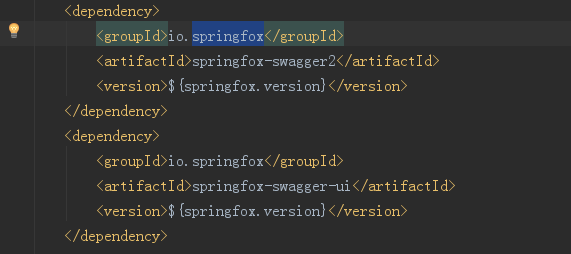 <dependency>
<groupId>io.springfox</groupId>
<artifactId>springfox-swagger2</artifactId>
<version>${springfox.version}</version>
</dependency>
<dependency>
<groupId>io.springfox</groupId>
<artifactId>springfox-swagger-ui</artifactId>
<version>${springfox.version}</version>
</dependency>